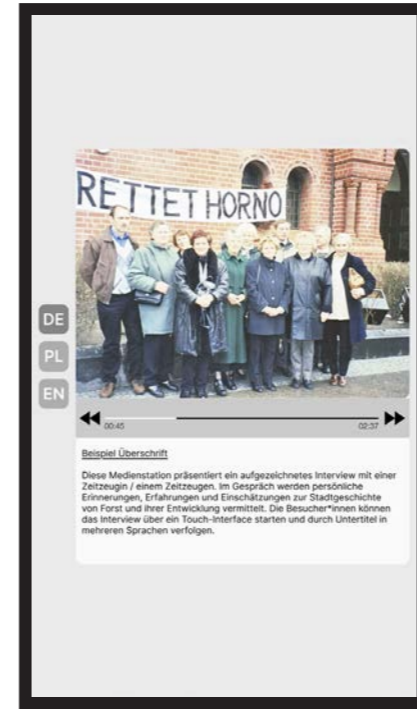 RETTET HORNO
DE
PL
EN
00:45
02:37
Beispiel Überschrift
Diese Medienstation präsentiert ein aufgezeichnetes Interview mit einer
Zeitzeugin / einem Zeitzeugen. Im Gespräch werden persönliche
Erinnerungen, Erfahrungen und Einschätzungen zur Stadtgeschichte
von Forst und ihrer Entwicklung vermittelt. Die Besucher*innen können
das Interview über ein Touch-Interface starten und durch Untertitel in
mehreren Sprachen verfolgen.